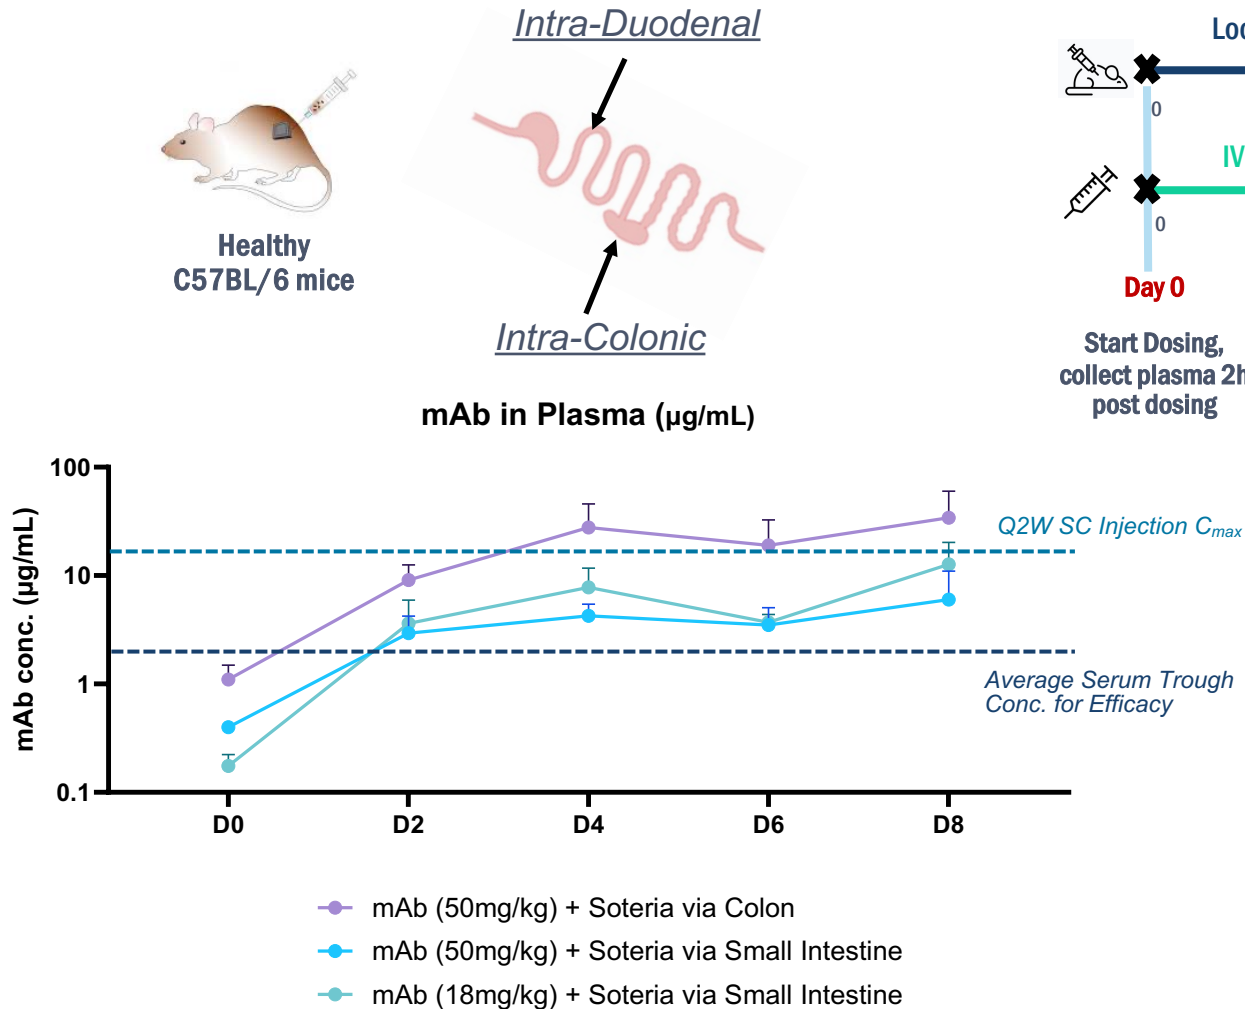 Intra-Duodenal
Healthy
C57BL/6 mice
Intra-Colonic
Loc
0
IV
0
Day 0
Start Dosing,
collect plasma 2h
post dosing
mAb in Plasma (µg/mL)
mAb conc. (µg/mL)
100
10
1
0.1
D0
D2
D4
D6
D8
Q2W SC Injection Cmax
Average Serum Trough
Conc. for Efficacy
mAb (50mg/kg) + Soteria via Colon
mAb (50mg/kg) + Soteria via Small Intestine
mAb (18mg/kg) + Soteria via Small Intestine